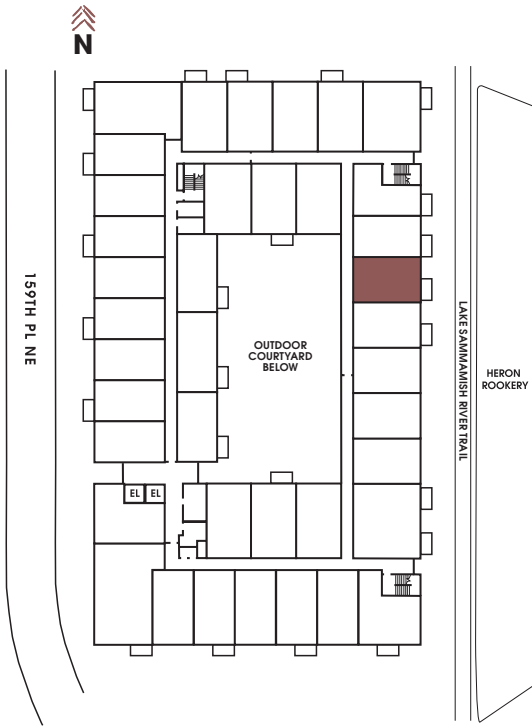 N
159TH PL NE
OUTDOOR
COURTYARD
BELOW
LAKE SAMMAMISH RIVER TRAIL
HERON
ROOKERY
EL EL